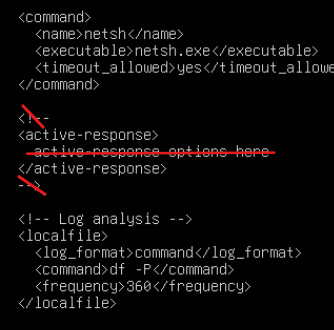 <command>
<name>netsh</name>
<executable>netsh.exe</executable>
<timeout_allowed>yes</timeout_allowe
</command>
<!--
<active-response>
active-response options here
</active-response>
-->
<!-- Log analysis -->
<localfile>
<log_format>command</log_format>
<command>df -P</command>
<frequency>360</frequency>
</localfile>